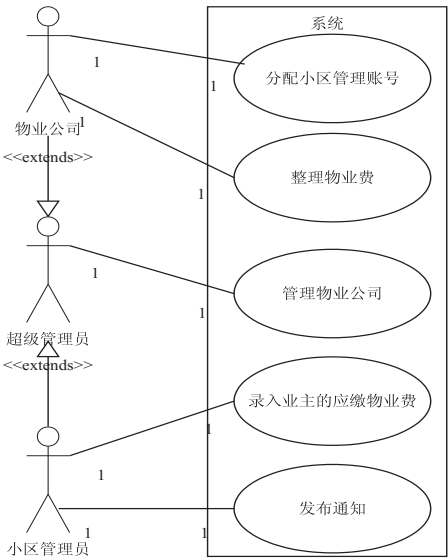 系统
1
1
分配小区管理账号
物业公司
1
<<extends>>
整理物业费
1
1
管理物业公司
1
超级管理员
<<extends>>
录入业主的应缴物业费
1
1
发布通知
1
1
小区管理员